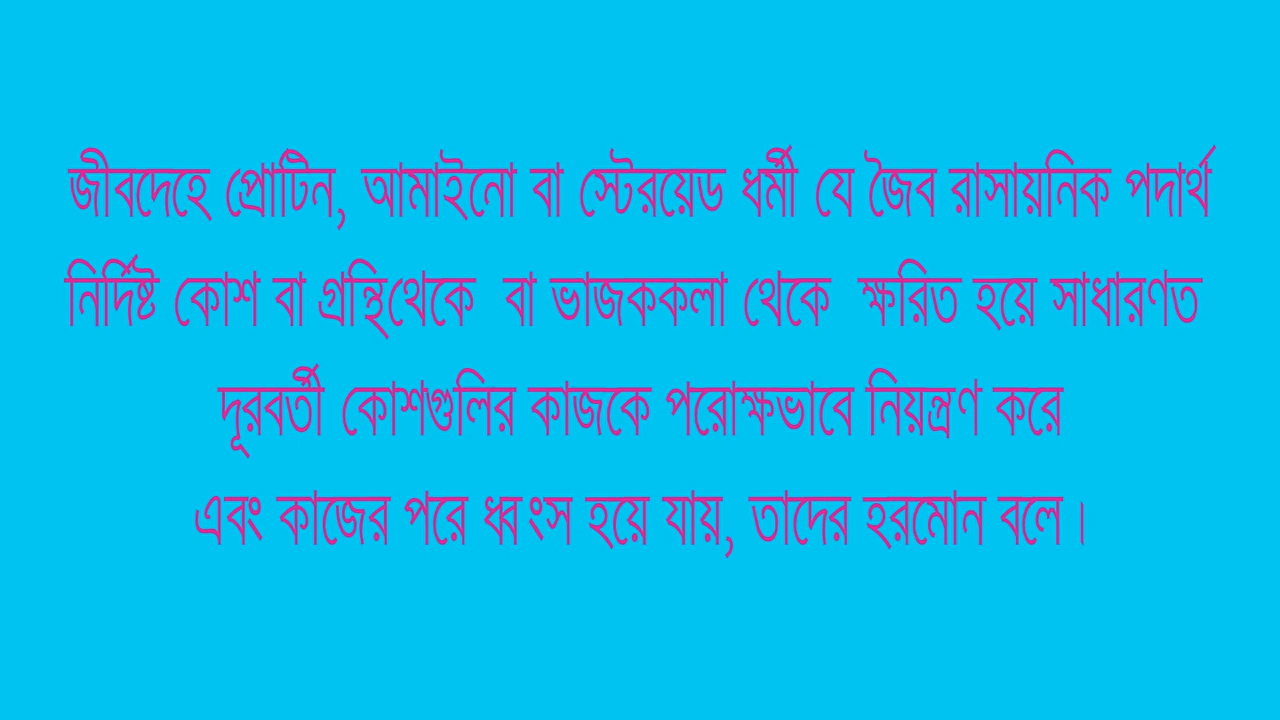 জীবদেহে প্রোটিন, আমাইনো বা স্টেরয়েড ধর্মী যে জৈব রাসায়নিক পদার্থ
নির্দিষ্ট কোশ বা গ্রন্থিথেকে বা ভাজককলা থেকে ক্ষরিত হয়ে সাধারণত
দূরবর্তী কোশগুলির কাজকে পরোক্ষভাবে নিয়ন্ত্রণ করে
এবং কাজের পরে ধ্বংস হয়ে যায়, তাদের হরমোন বলে।